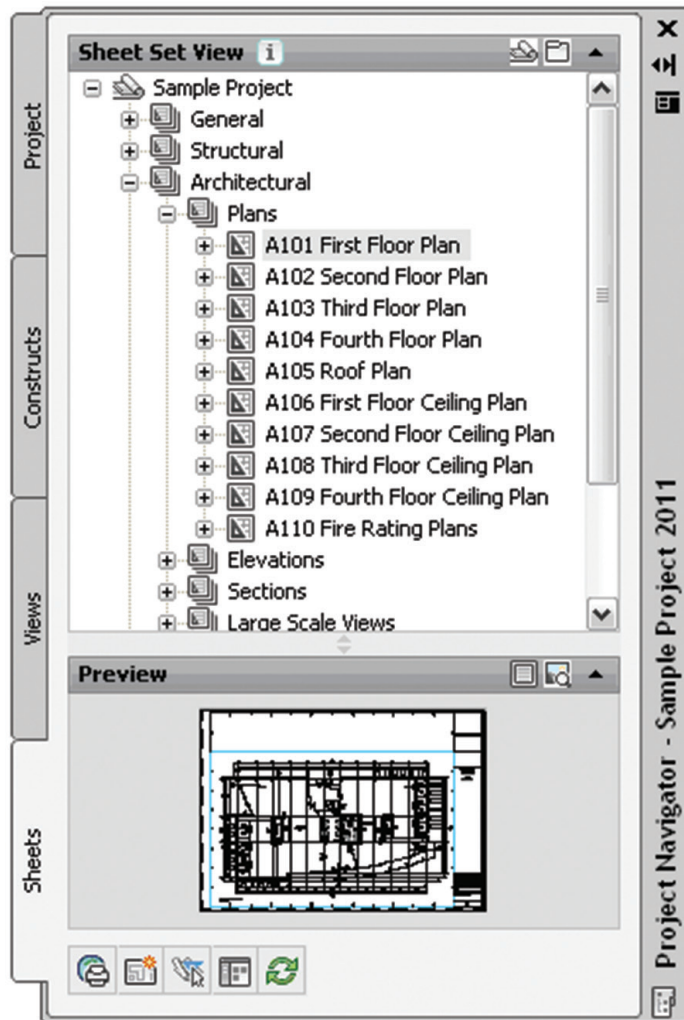 Project
Constructs
Views
Sheets
Sheet Set View
Sample Project
General
Structural
Architectural
Plans
A101 First Floor Plan
A102 Second Floor Plan
A103 Third Floor Plan
A104 Fourth Floor Plan
A105 Roof Plan
A106 First Floor Ceiling Plan
A107 Second Floor Ceiling Plan
A108 Third Floor Ceiling Plan
A109 Fourth Floor Ceiling Plan
A110 Fire Rating Plans
Elevations
Sections
Large Scale Views
Preview
Project Navigator - Sample Project 2011